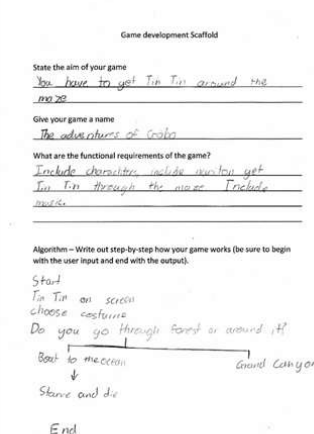 Game development Scaffold
State the aim of your game
You have to get Tin Tin around the
maze
Give your game a name
The adventures of
What are the functional requirements of the game?
Include characters, include get
Tin Tin through the maze Include
music.
Algorithm – Write out step-by-step how your game works (be sure to begin
with the user input and end with the output).
Start
Tin Tin on screen
choose costume
Do you go through forest or around it?
Boat to the ocean
Grand Canyon
Starve and die
End